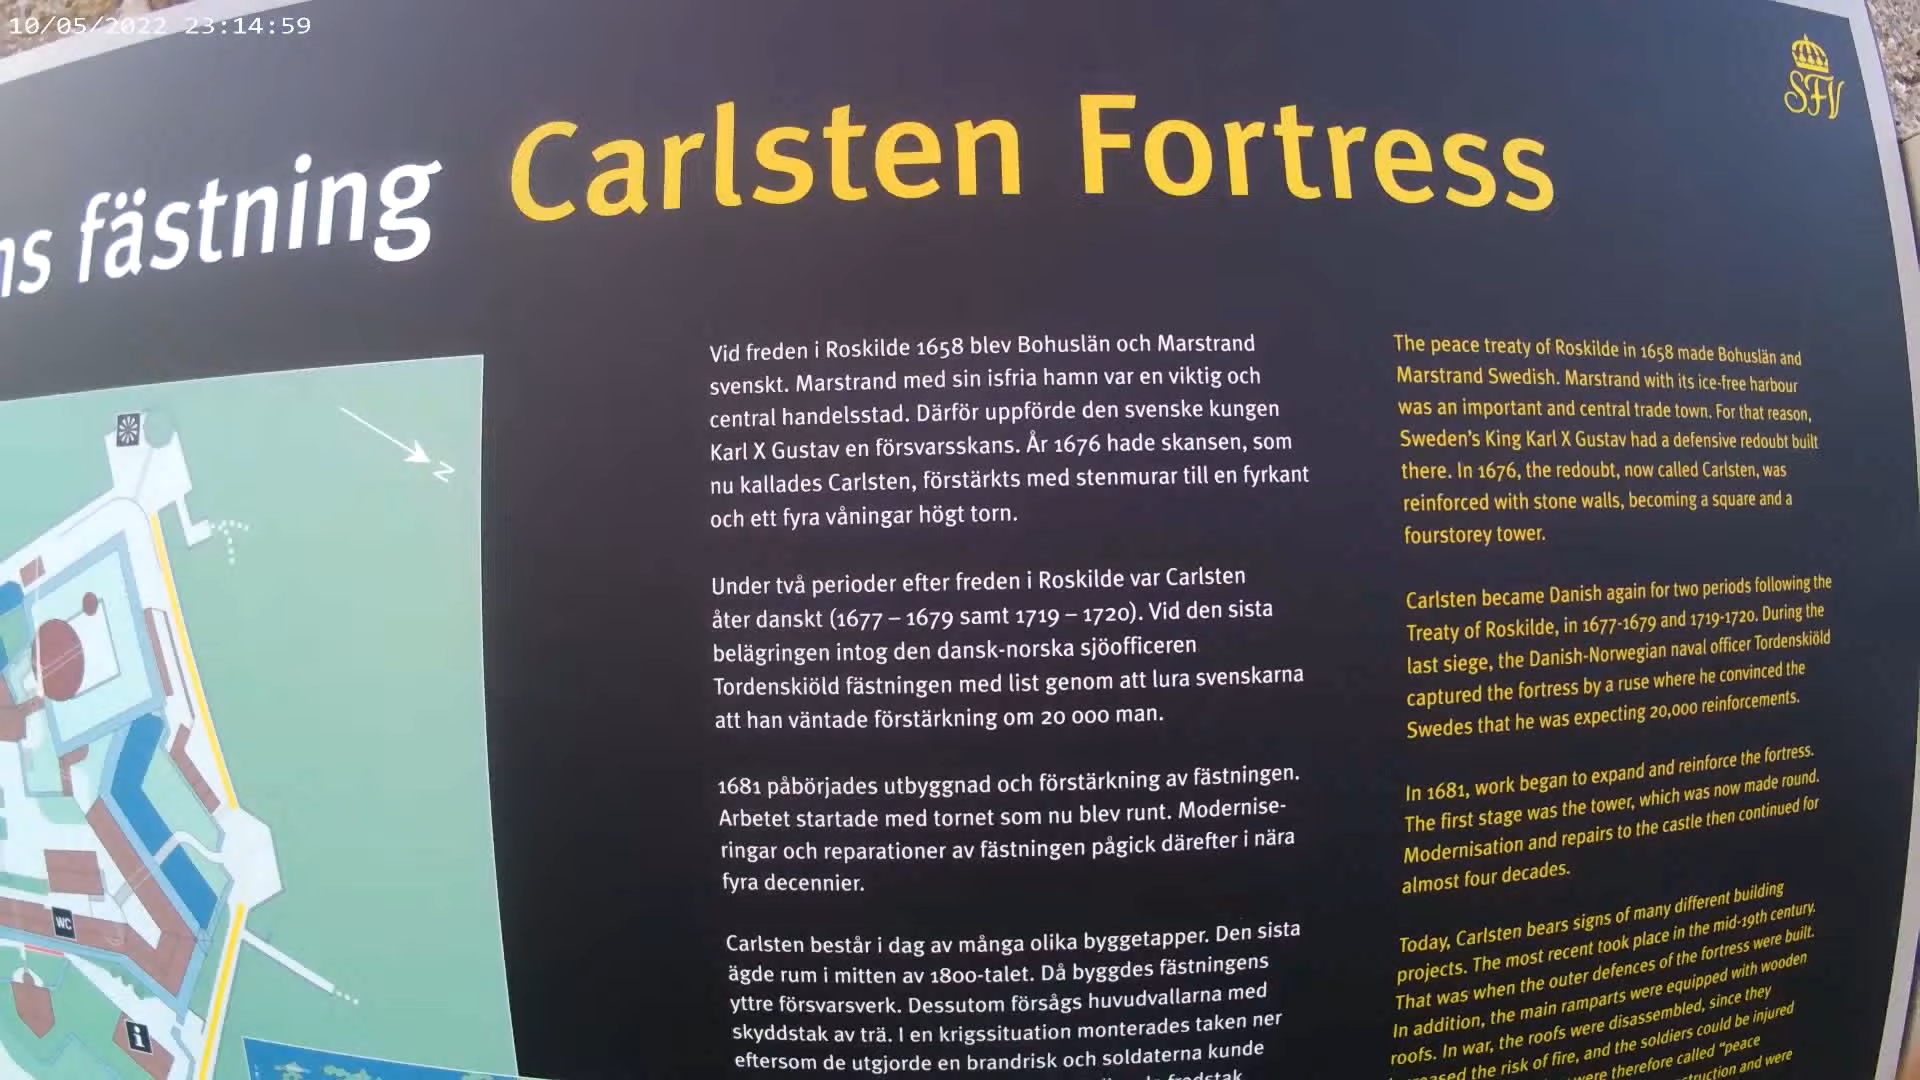 10/05/2022 23:14:59
SFV
ns fästning Carlsten Fortress
N
WC
i
Vid freden i Roskilde 1658 blev Bohuslän och Marstrand
svenskt. Marstrand med sin isfria hamn var en viktig och
central handelsstad. Därför uppförde den svenske kungen
Karl X Gustav en försvarsskans. År 1676 hade skansen, som
nu kallades Carlsten, förstärkts med stenmurar till en fyrkant
och ett fyra våningar högt torn.
Under två perioder efter freden i Roskilde var Carlsten
åter danskt (1677 – 1679 samt 1719 – 1720). Vid den sista
belägringen intog den dansk-norska sjöofficeren
Tordenskiöld fästningen med list genom att lura svenskarna
att han väntade förstärkning om 20 000 man.
1681 påbörjades utbyggnad och förstärkning av fästningen.
Arbetet startade med tornet som nu blev runt. Modernise-
ringar och reparationer av fästningen pågick därefter i nära
fyra decennier.
Carlsten består i dag av många olika byggetapper. Den sista
ägde rum i mitten av 1800-talet. Då byggdes fästningens
yttre försvarsverk. Dessutom försågs huvudvallarna med
skyddstak av trä. I en krigssituation monterades taken ner
eftersom de utgjorde en brandrisk och soldaterna kunde
The peace treaty of Roskilde in 1658 made Bohuslän and
Marstrand Swedish. Marstrand with its ice-free harbour
was an important and central trade town. For that reason,
Sweden's King Karl X Gustav had a defensive redoubt built
there. In 1676, the redoubt, now called Carlsten, was
reinforced with stone walls, becoming a square and a
fourstorey tower.
Carlsten became Danish again for two periods following the
Treaty of Roskilde, in 1677-1679 and 1719-1720. During the
last siege, the Danish-Norwegian naval officer Tordenskiöld
captured the fortress by a ruse where he convinced the
Swedes that he was expecting 20,000 reinforcements.
In 1681, work began to expand and reinforce the fortress.
The first stage was the tower, which was now made round.
Modernisation and repairs to the castle then continued for
almost four decades.
Today, Carlsten bears signs of many different building
projects. The most recent took place in the mid-19th century.
That was when the outer defences of the fortress were built.
In addition, the main ramparts were equipped with wooden
roofs. In war, the roofs were disassembled, since they
the risk of fire, and the soldiers could be injured
were therefore called "peace
and were